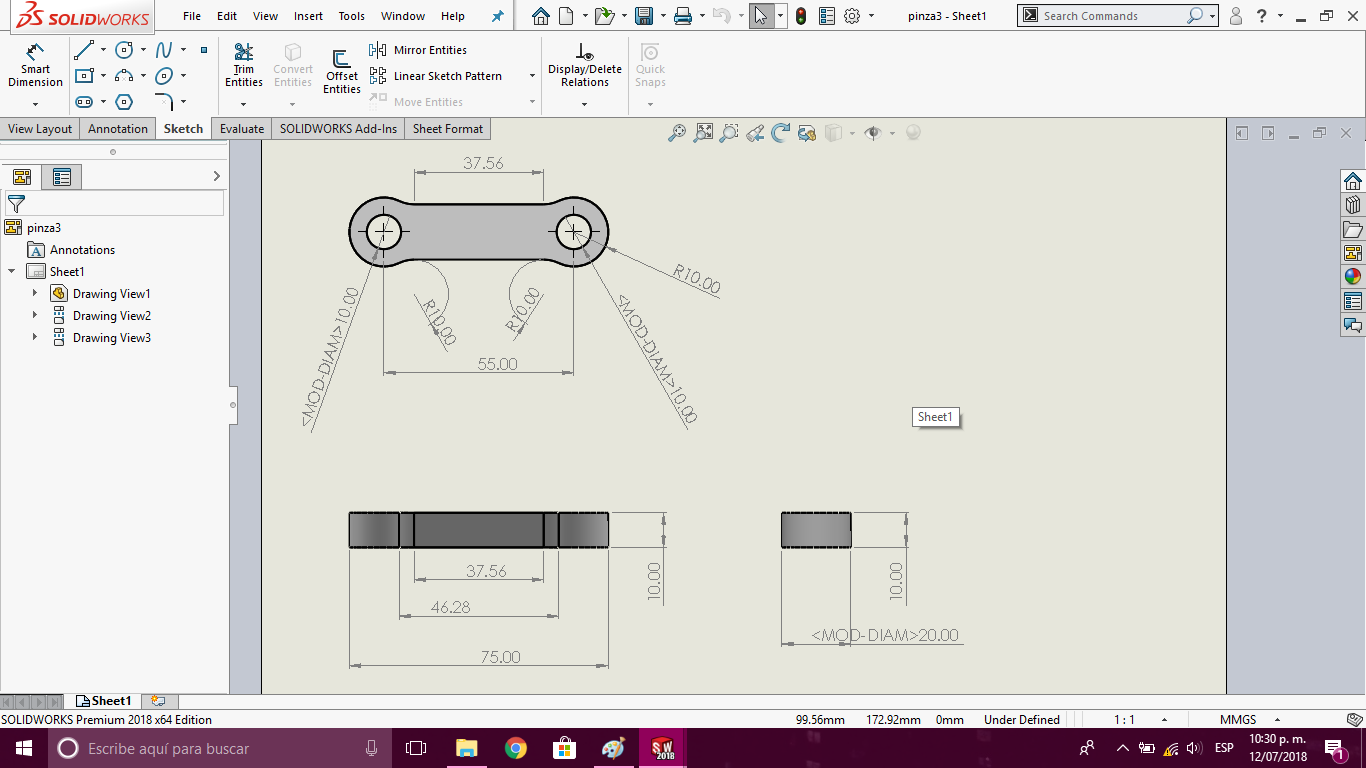 SOLIDWORKS
File Edit View Insert Tools Window Help
pinza3 - Sheet1
Search Commands
?
Smart Dimension
Trim Entities
Convert Entities
Offset Entities
Mirror Entities
Linear Sketch Pattern
Move Entities
Display/Delete Relations
Quick Snaps
View Layout Annotation Sketch Evaluate SOLIDWORKS Add-Ins Sheet Format
pinza3
A Annotations
Sheet1
Drawing View1
Drawing View2
Drawing View3
37.56
R10.00
<MOD-DIAM>10.00
R10.00
R10.00
<MOD-DIAM>10.00
55.00
Sheet1
37.56
46.28
75.00
10.00
10.00
<MOD-DIAM>20.00
Sheet1
SOLIDWORKS Premium 2018 x64 Edition
99.56mm 172.92mm 0mm Under Defined 1 : 1 MMGS
Escribe aquí para buscar
SW 2018
ESP
10:30 p. m.
12/07/2018
1